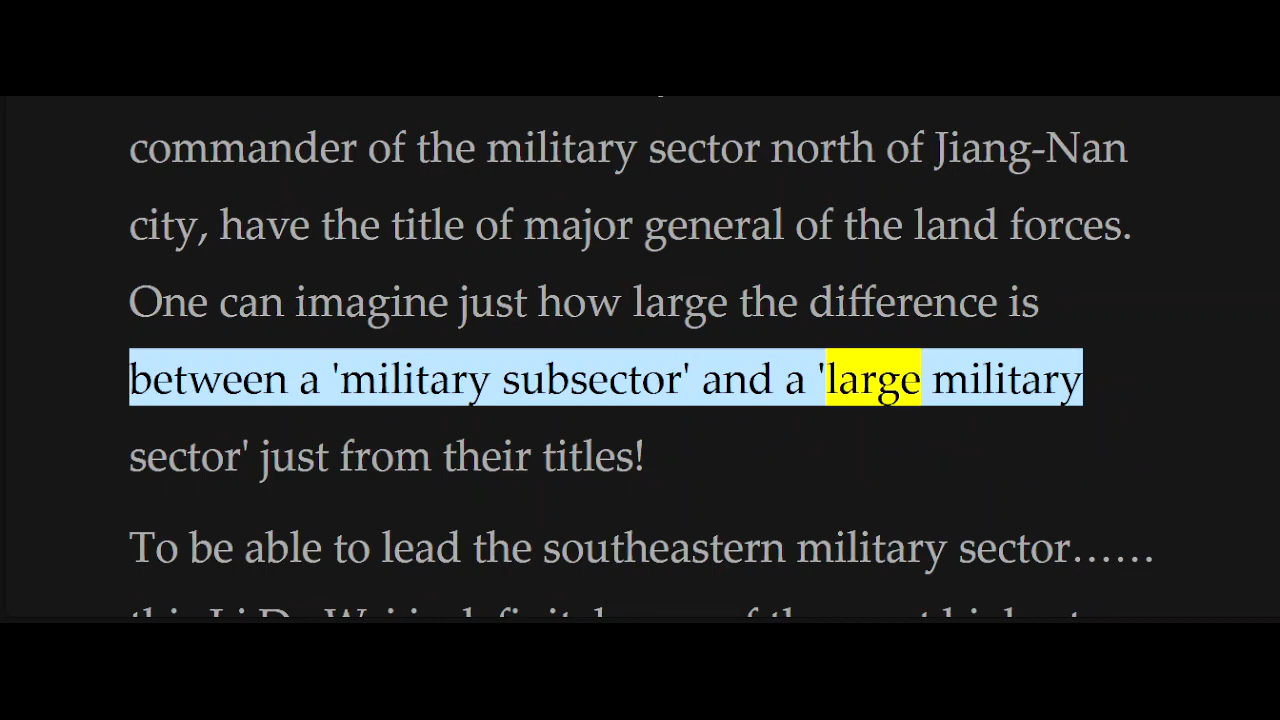 commander of the military sector north of Jiang-Nan
city, have the title of major general of the land forces.
One can imagine just how large the difference is
between a 'military subsector' and a 'large military
sector' just from their titles!
To be able to lead the southeastern military sector……